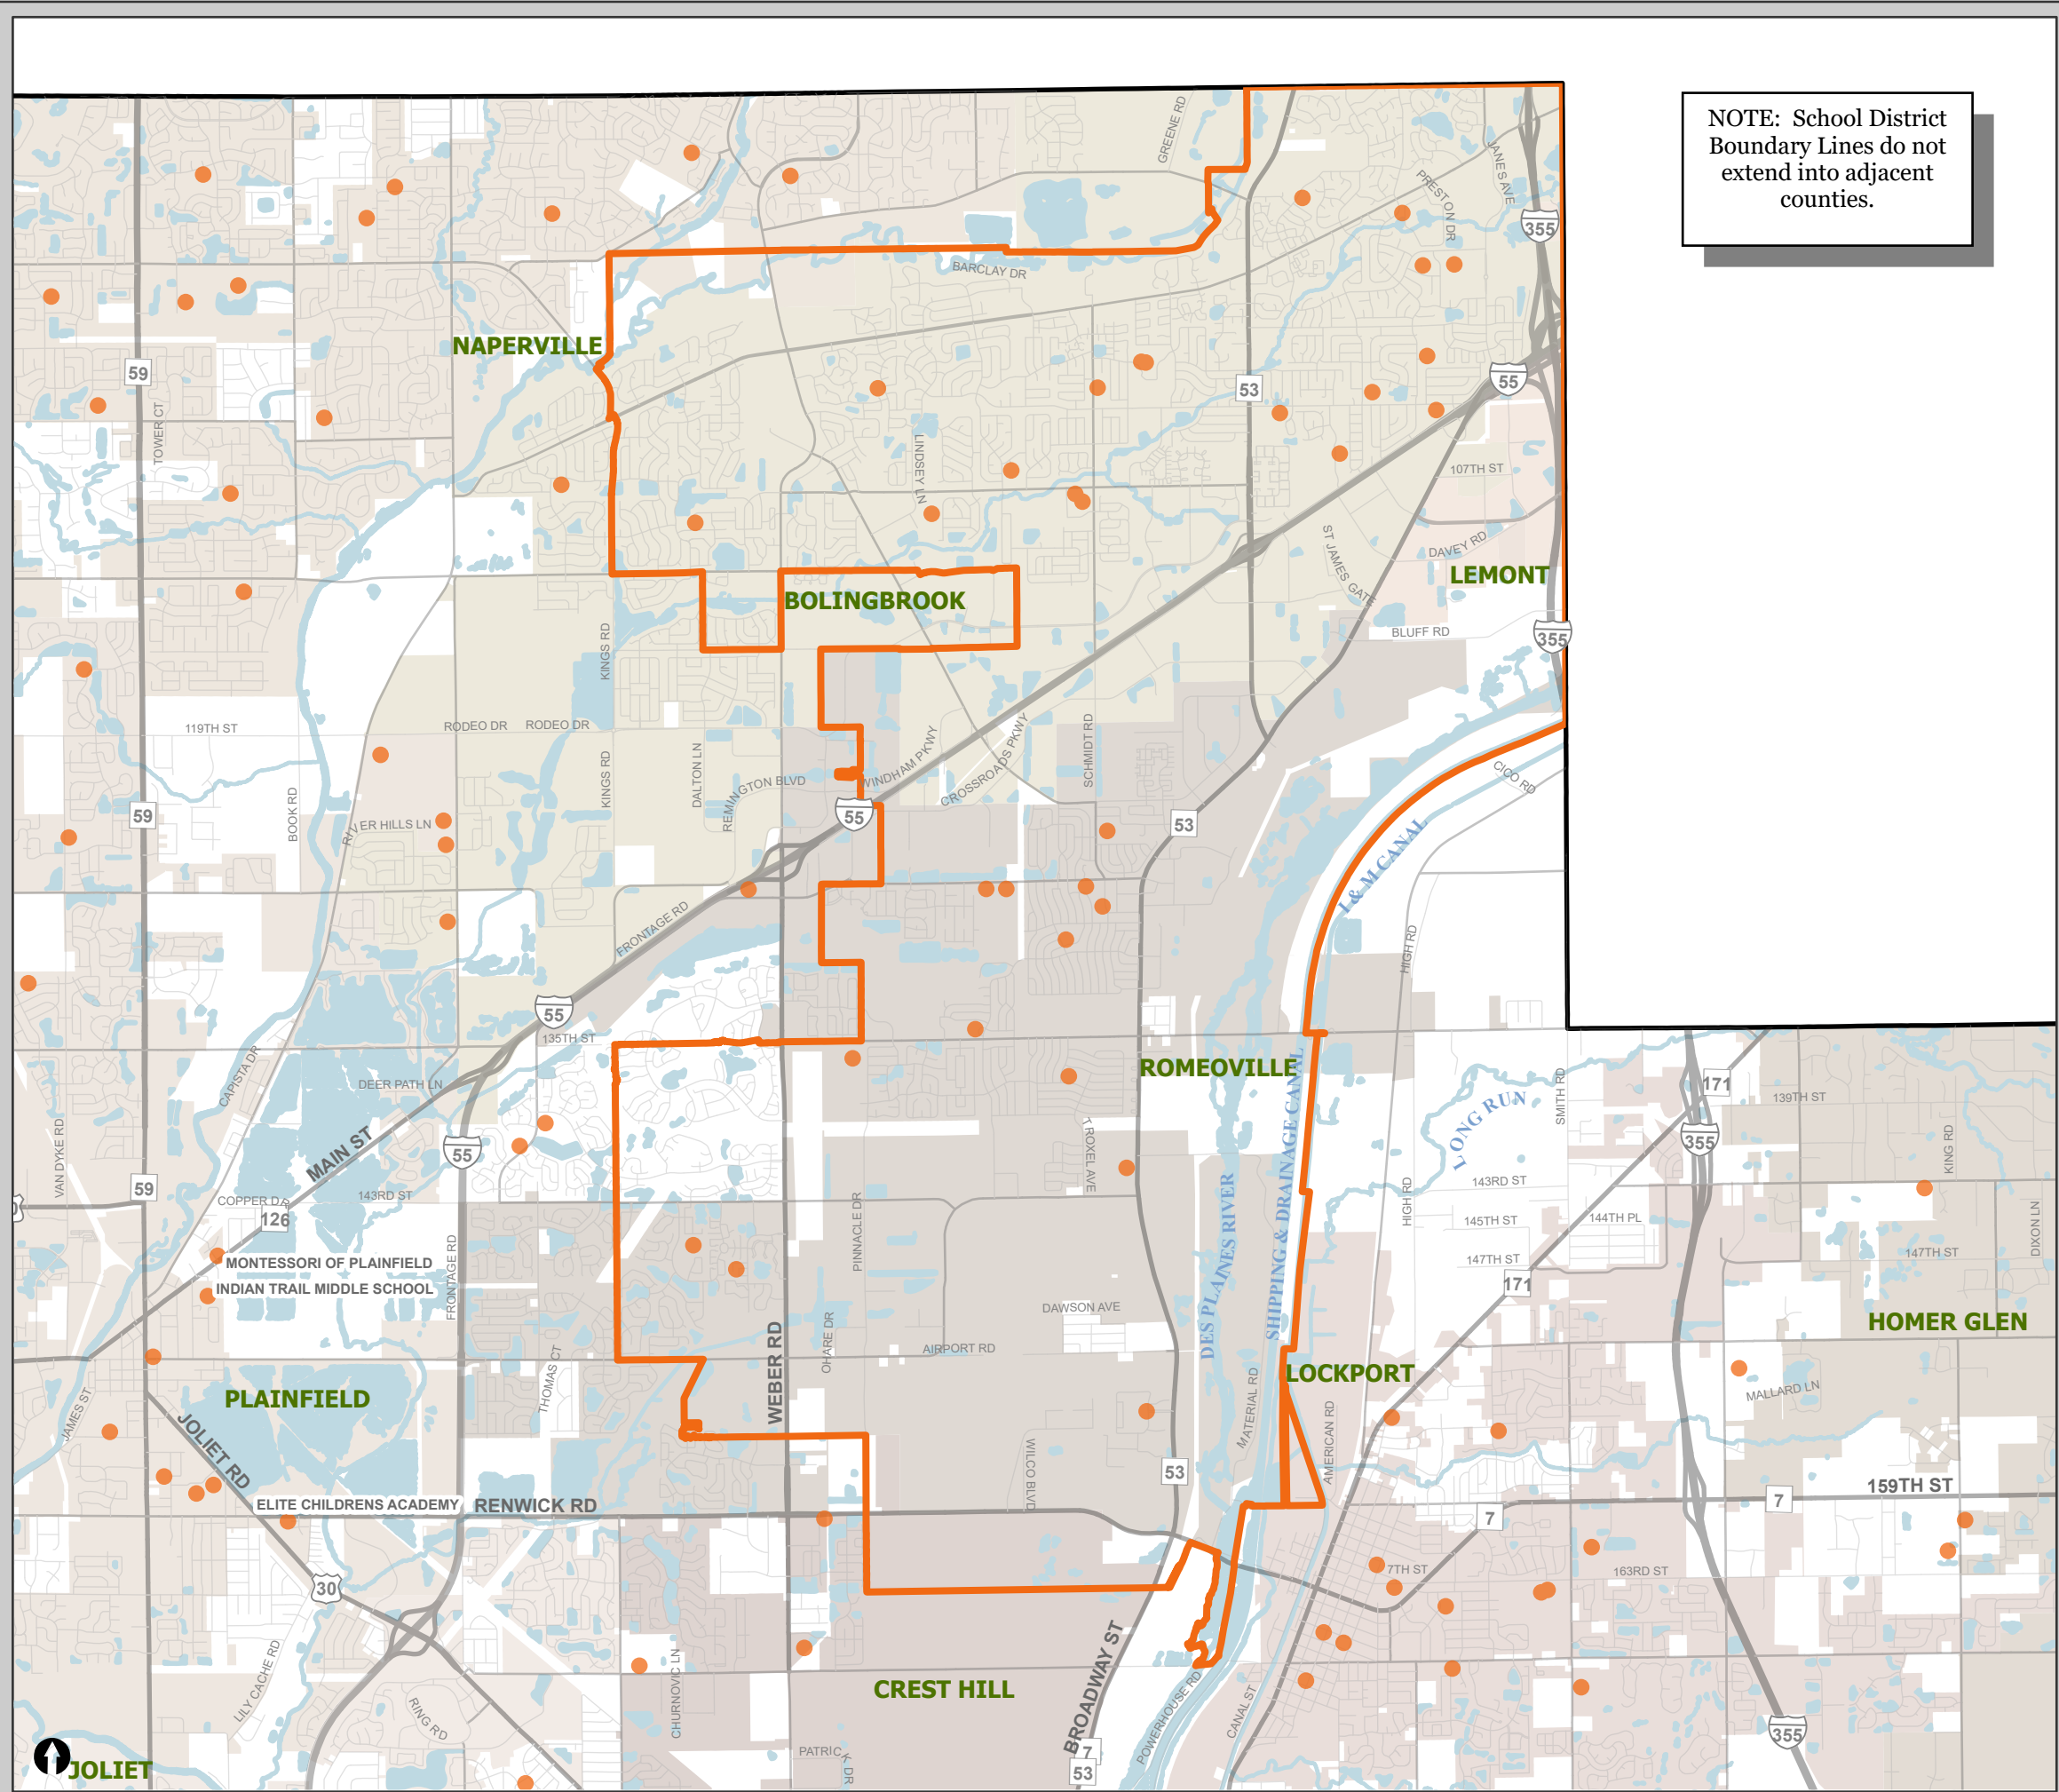 NOTE: School District
Boundary Lines do not
extend into adjacent
counties.
GREENE RD
JANES AVE
PRESTON DR
355
BARCLAY DR
NAPERVILLE
59
53
55
TOWER CT
LINDSEY LN
107TH ST
ST JAMES GATE
DAVEY RD
LEMONT
BOLINGBROOK
BLUFF RD
355
KINGS RD
119TH ST
RODEO DR
RODEO DR
KINGS RD
DALTON LN
REMINGTON BLVD
WINDHAM PKWY
CROSSROADS PKWY
SCHMIDT RD
CICO RD
59
BOOK RD
RIVER HILLS LN
55
53
I & M CANAL
FRONTAGE RD
HIGH RD
55
135TH ST
CAPISTA DR
DEER PATH LN
ROMEOVILLE
SHIPPING & DRAINAGE CANAL
LONG RUN
SMITH RD
171
139TH ST
VAN DYKE RD
MAIN ST
55
TROXEL AVE
355
KING RD
59
COPPER DR
143RD ST
126
DES PLAINES RIVER
HIGH RD
143RD ST
145TH ST
144TH PL
147TH ST
147TH ST
DIXON LN
PINNACLE DR
MONTESSORI OF PLAINFIELD
INDIAN TRAIL MIDDLE SCHOOL
FRONTAGE RD
171
DAWSON AVE
HOMER GLEN
WEBER RD
OHARE DR
AIRPORT RD
LOCKPORT
PLAINFIELD
THOMAS CT
MATERIAL RD
AMERICAN RD
MALLARD LN
JAMES ST
JOLIET RD
WILCO BLVD
53
ELITE CHILDRENS ACADEMY
RENWICK RD
159TH ST
7
7
30
7TH ST
163RD ST
LILY CACHE RD
RING RD
CHURNOVIC LN
CREST HILL
BROADWAY ST
POWERHOUSE RD
CANAL ST
355
PATRICK DR
7
53
JOLIET